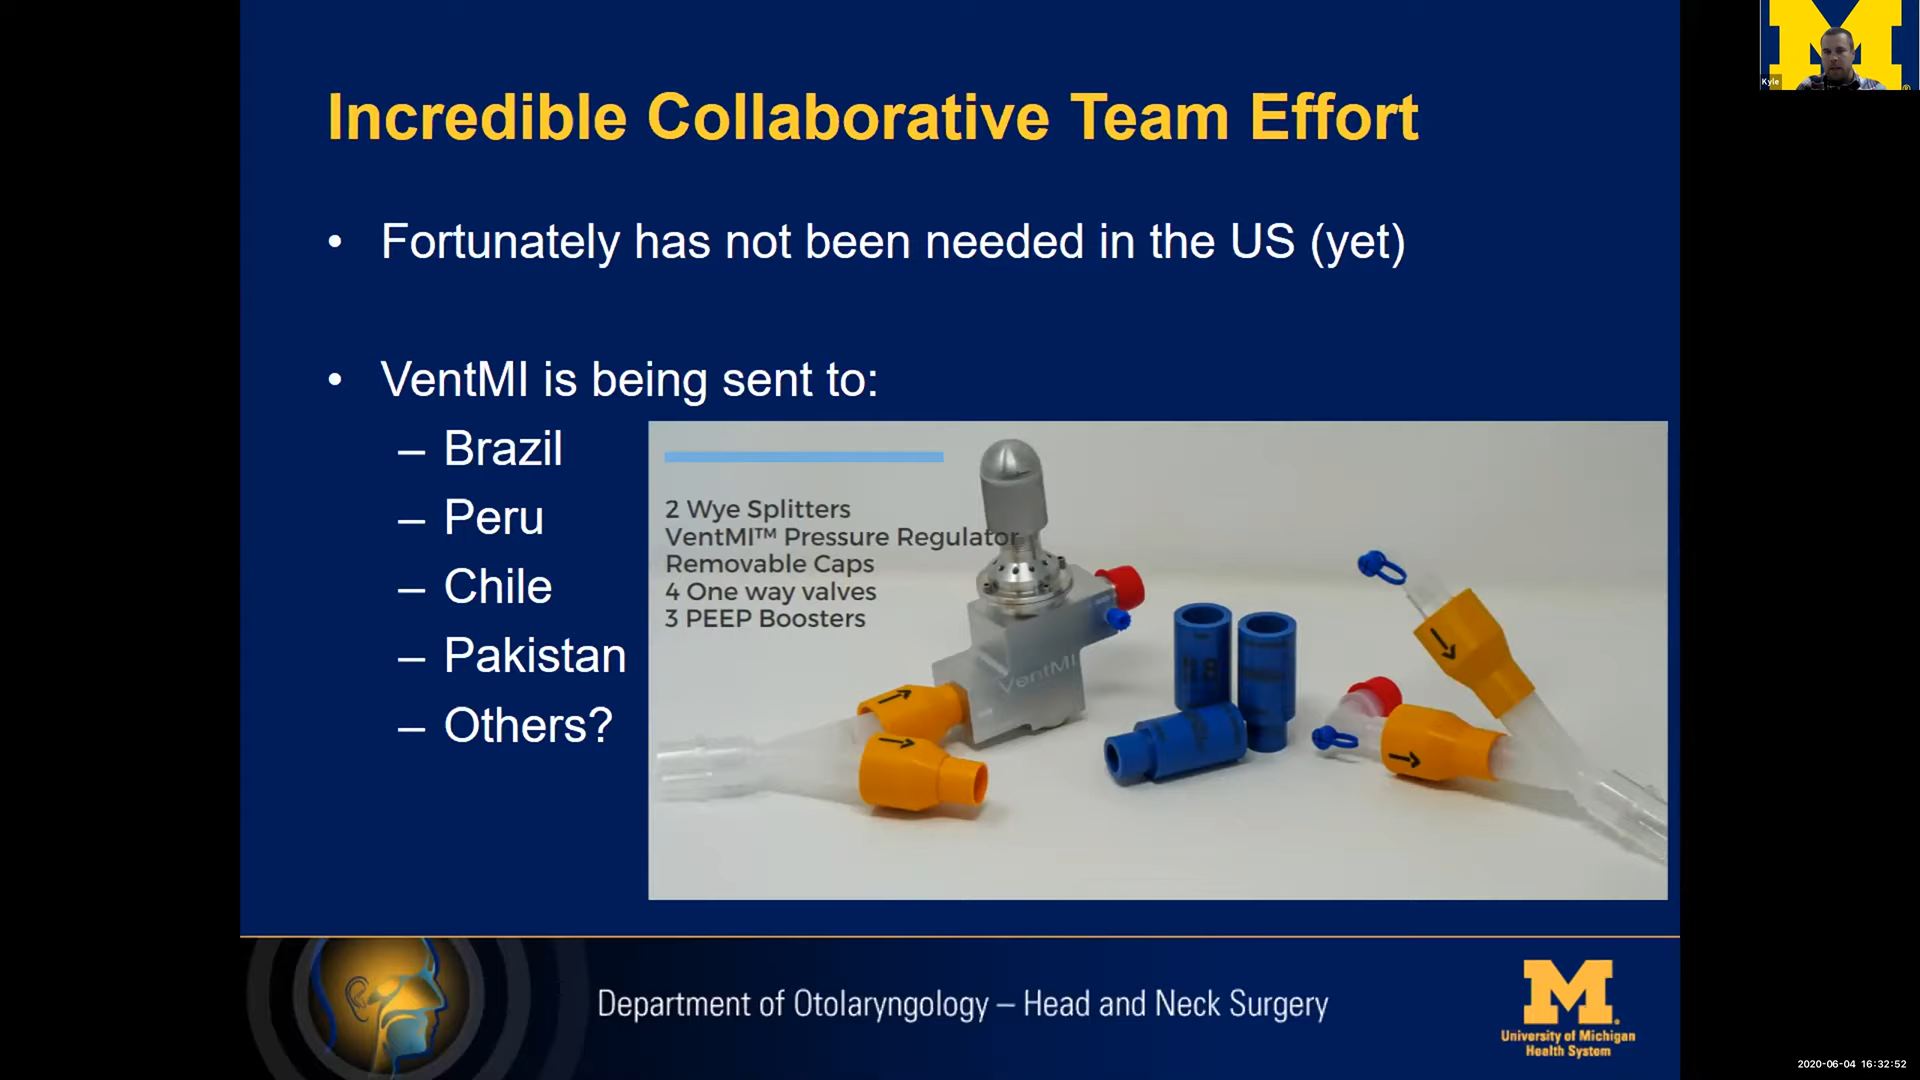 Kyle
Incredible Collaborative Team Effort
• Fortunately has not been needed in the US (yet)
• VentMI is being sent to:
– Brazil
– Peru
– Chile
– Pakistan
– Others?
2 Wye Splitters
VentMI™ Pressure Regulator
Removable Caps
4 One way valves
3 PEEP Boosters
VentMI
Department of Otolaryngology – Head and Neck Surgery
M
University of Michigan
Health System
2020-06-04 16:32:52